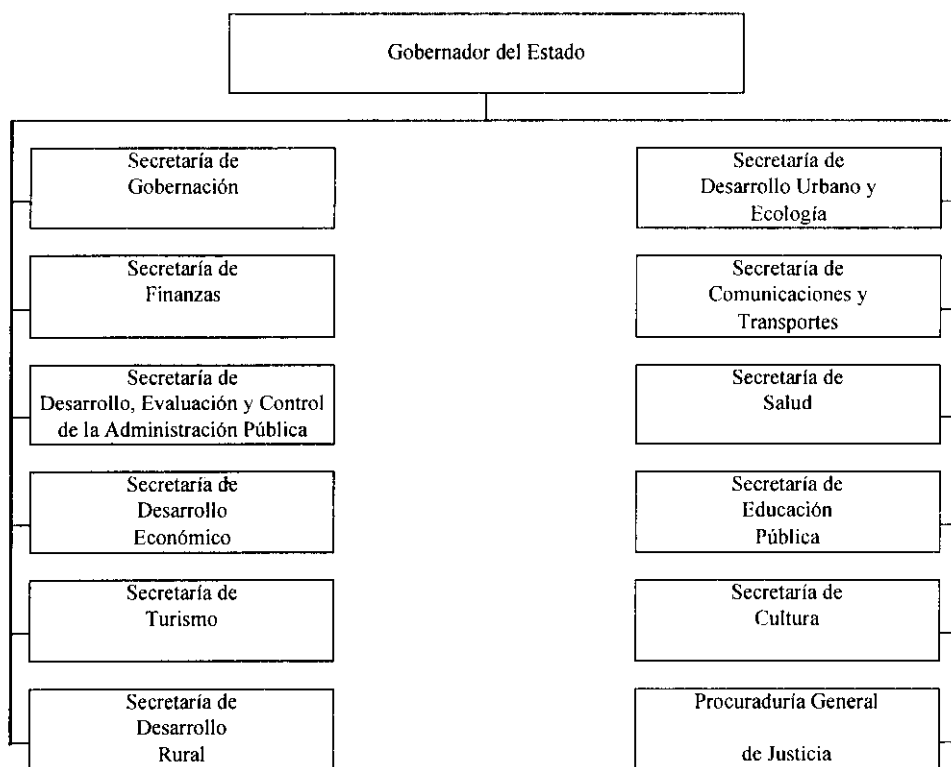 Gobernador del Estado
Secretaría de
Gobernación
Secretaría de
Finanzas
Secretaría de
Desarrollo, Evaluación y Control
de la Administración Pública
Secretaría de
Desarrollo
Económico
Secretaría de
Turismo
Secretaría de
Desarrollo
Rural
Secretaría de
Desarrollo Urbano y
Ecología
Secretaría de
Comunicaciones y
Transportes
Secretaría de
Salud
Secretaría de
Educación
Pública
Secretaría de
Cultura
Procuraduría General
de Justicia